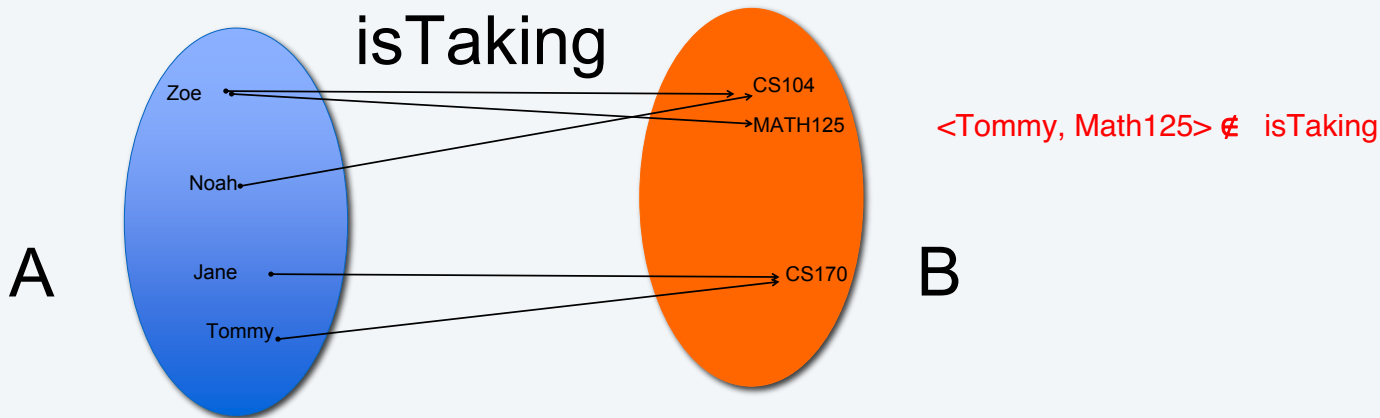 isTaking
Zoe
Noah
Jane
Tommy
A
CS104
MATH125
CS170
B
<Tommy, Math125> ∉ isTaking